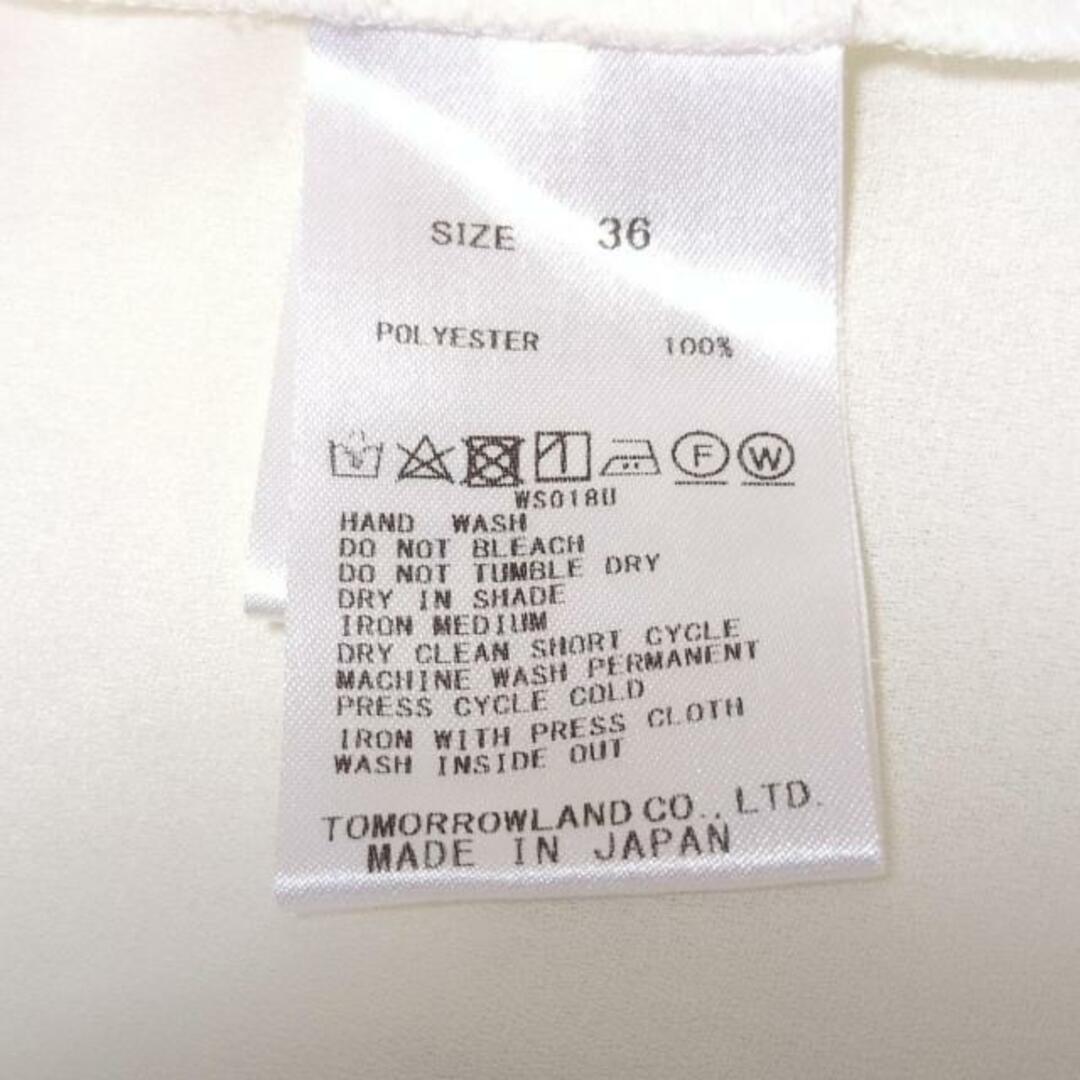 SIZE 36
POLYESTER 100%
F W
WS018U
HAND WASH
DO NOT BLEACH
DO NOT TUMBLE DRY
DRY IN SHADE
IRON MEDIUM
DRY CLEAN SHORT CYCLE
MACHINE WASH PERMANENT
PRESS CYCLE COLD
IRON WITH PRESS CLOTH
WASH INSIDE OUT
TOMORROWLAND CO., LTD.
MADE IN JAPAN